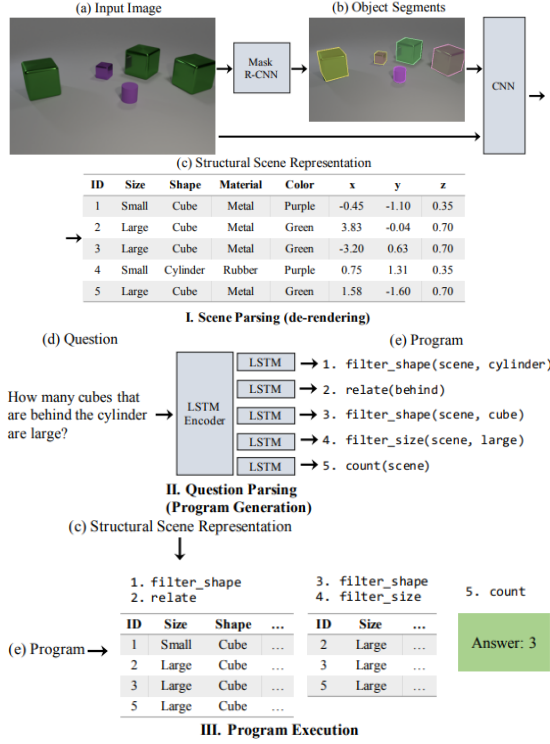 (a) Input Image
(b) Object Segments
Mask
R-CNN
CNN
(c) Structural Scene Representation
ID Size Shape Material Color x y z
1 Small Cube Metal Purple -0.45 -1.10 0.35
2 Large Cube Metal Green 3.83 -0.04 0.70
3 Large Cube Metal Green -3.20 0.63 0.70
4 Small Cylinder Rubber Purple 0.75 1.31 0.35
5 Large Cube Metal Green 1.58 -1.60 0.70
I. Scene Parsing (de-rendering)
(d) Question
(e) Program
How many cubes that
are behind the cylinder
are large?
LSTM
Encoder
LSTM
1. filter_shape(scene, cylinder)
LSTM
2. relate(behind)
LSTM
3. filter_shape(scene, cube)
LSTM
4. filter_size(scene, large)
LSTM
5. count(scene)
II. Question Parsing
(Program Generation)
(c) Structural Scene Representation
(e) Program
1. filter_shape
2. relate
ID Size Shape ...
1 Small Cube ...
2 Large Cube ...
3 Large Cube ...
5 Large Cube ...
3. filter_shape
4. filter_size
ID Size ...
2 Large ...
3 Large ...
5 Large ...
5. count
Answer: 3
III. Program Execution